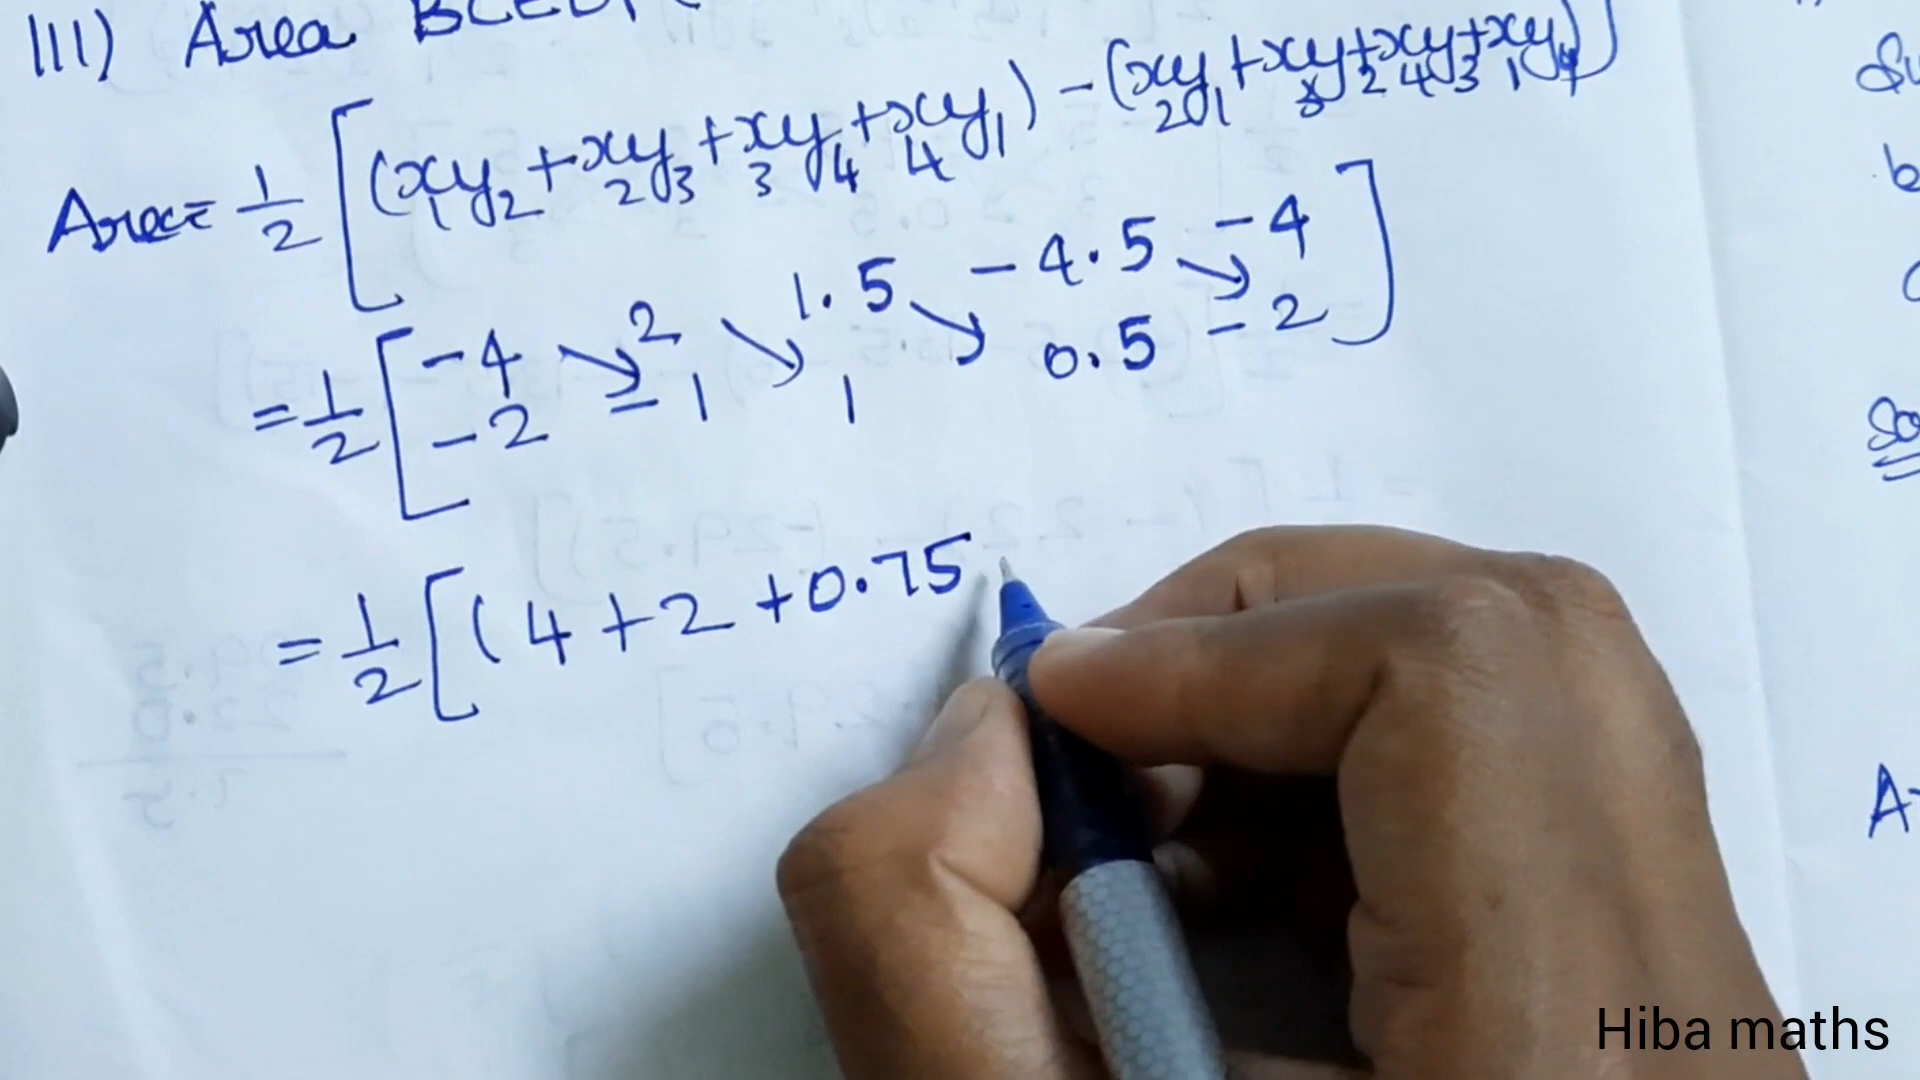 III) Area
Area = 1/2 [(x₁y₂ + x₂y₃ + x₃y₄ + x₄y₁) - (x₂y₁ + x₃y₂ + x₄y₃ + x₁y₄)]
= 1/2 [-4 2 1.5 -4.5 -4
-2 -1 1 0.5 -2]
= 1/2 [(4 + 2 + 0.75
Hiba maths